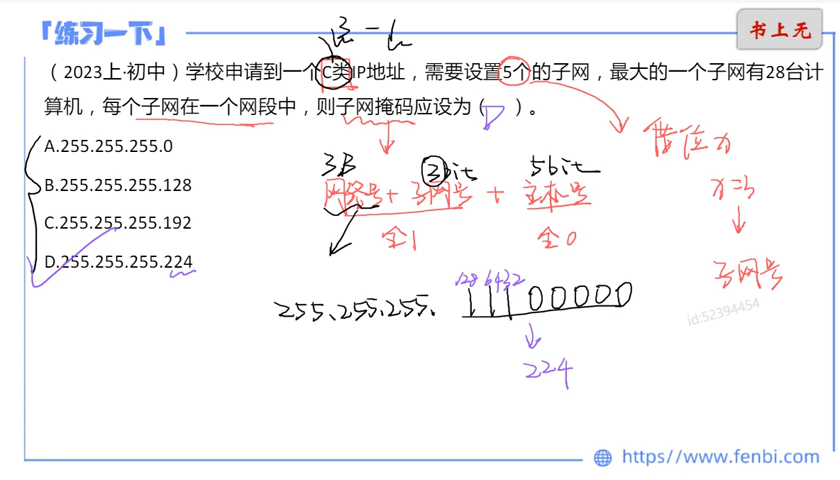 「练习一下」
书上无
(2023上·初中)学校申请到一个C类IP地址,需要设置5个的子网,最大的一个子网有28台计
算机,每个子网在一个网段中,则子网掩码应设为( D )。
A.255.255.255.0
B.255.255.255.128
C.255.255.255.192
D.255.255.255.224
借位为
x=3
子网号
3B 3bit 5bit
网络号+子网号 + 主机号
全1 全0
128 64 32
255.255.255. 11100000
224
id:52394454
https//www.fenbi.com